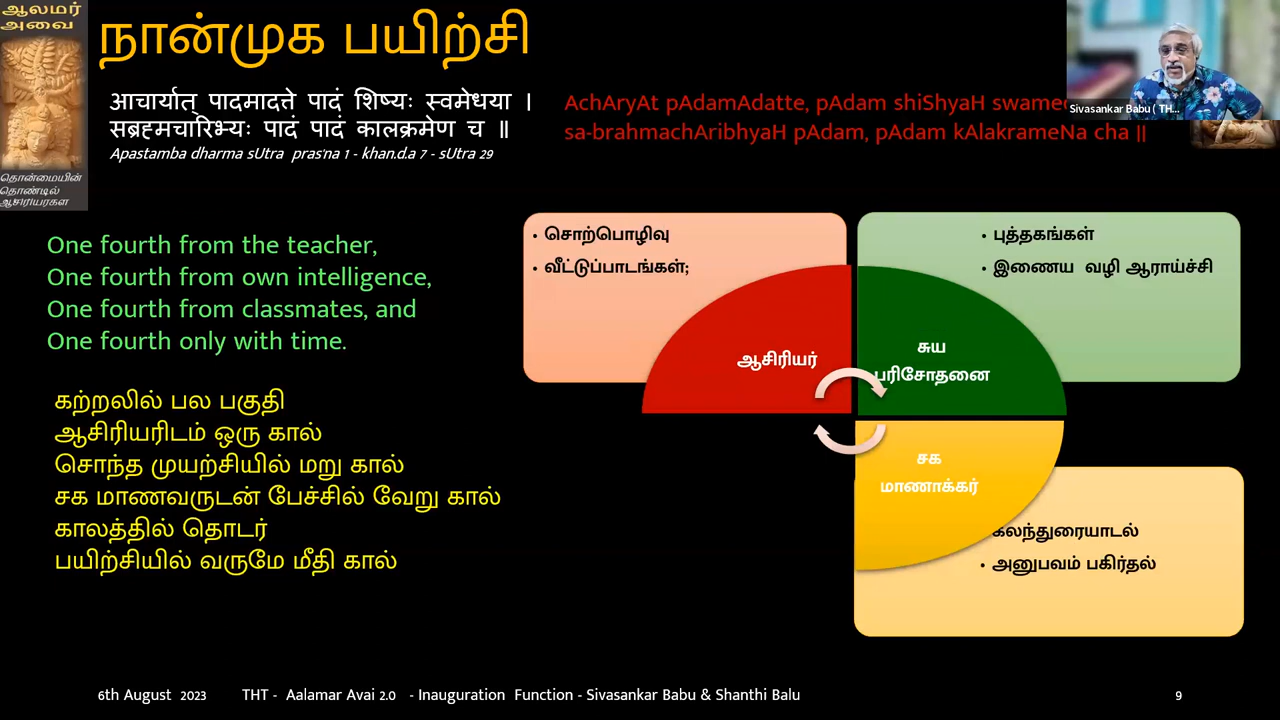 ஆலமர்
அவை
தொன்மையின்
தொண்டில்
நான்முக பயிற்சி
आचार्यात् पादमादत्ते पादं शिष्यः स्वमेधया ।
सब्रह्मचारिभ्यः पादं पादं कालक्रमेण च ॥
Apastamba dharma sUtra pras'na 1 - khan.d.a 7 - sUtra 29
AchAryAt pAdamAdatte, pAdam shiShyaH
sa-brahmachAribhyaH pAdam, pAdam kAlakrameNa cha ||
Sivasankar Babu ( TH...
One fourth from the teacher,
One fourth from own intelligence,
One fourth from classmates, and
One fourth only with time.
கற்றலில் பல பகுதி
ஆசிரியரிடம் ஒரு கால்
சொந்த முயற்சியில் மறு கால்
சக மாணவருடன் பேச்சில் வேறு கால்
காலத்தில் தொடர்
பயிற்சியில் வருமே மீதி கால்
• சொற்பொழிவு
• வீட்டுப்பாடங்கள்;
ஆசிரியர்
• புத்தகங்கள்
• இணைய வழி ஆராய்ச்சி
சுய
பரிசோதனை
சக
மாணாக்கர்
கலந்துரையாடல்
• அனுபவம் பகிர்தல்
6th August 2023 THT - Aalamar Avai 2.0 - Inauguration Function - Sivasankar Babu & Shanthi Balu 9